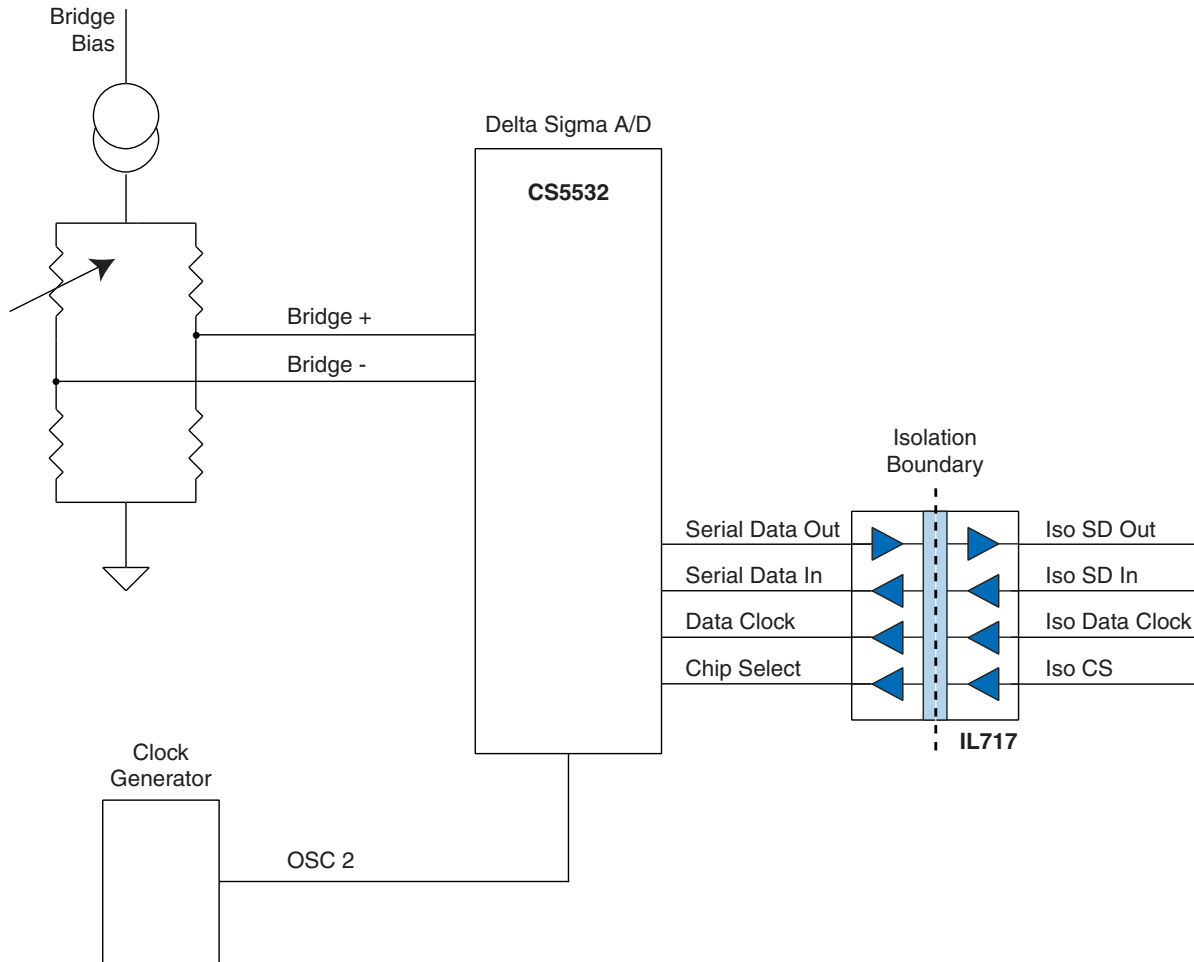 Bridge
Bias
Delta Sigma A/D
CS5532
Bridge +
Bridge -
Isolation
Boundary
Serial Data Out
Iso SD Out
Serial Data In
Iso SD In
Data Clock
Iso Data Clock
Chip Select
Iso CS
IL717
Clock
Generator
OSC 2